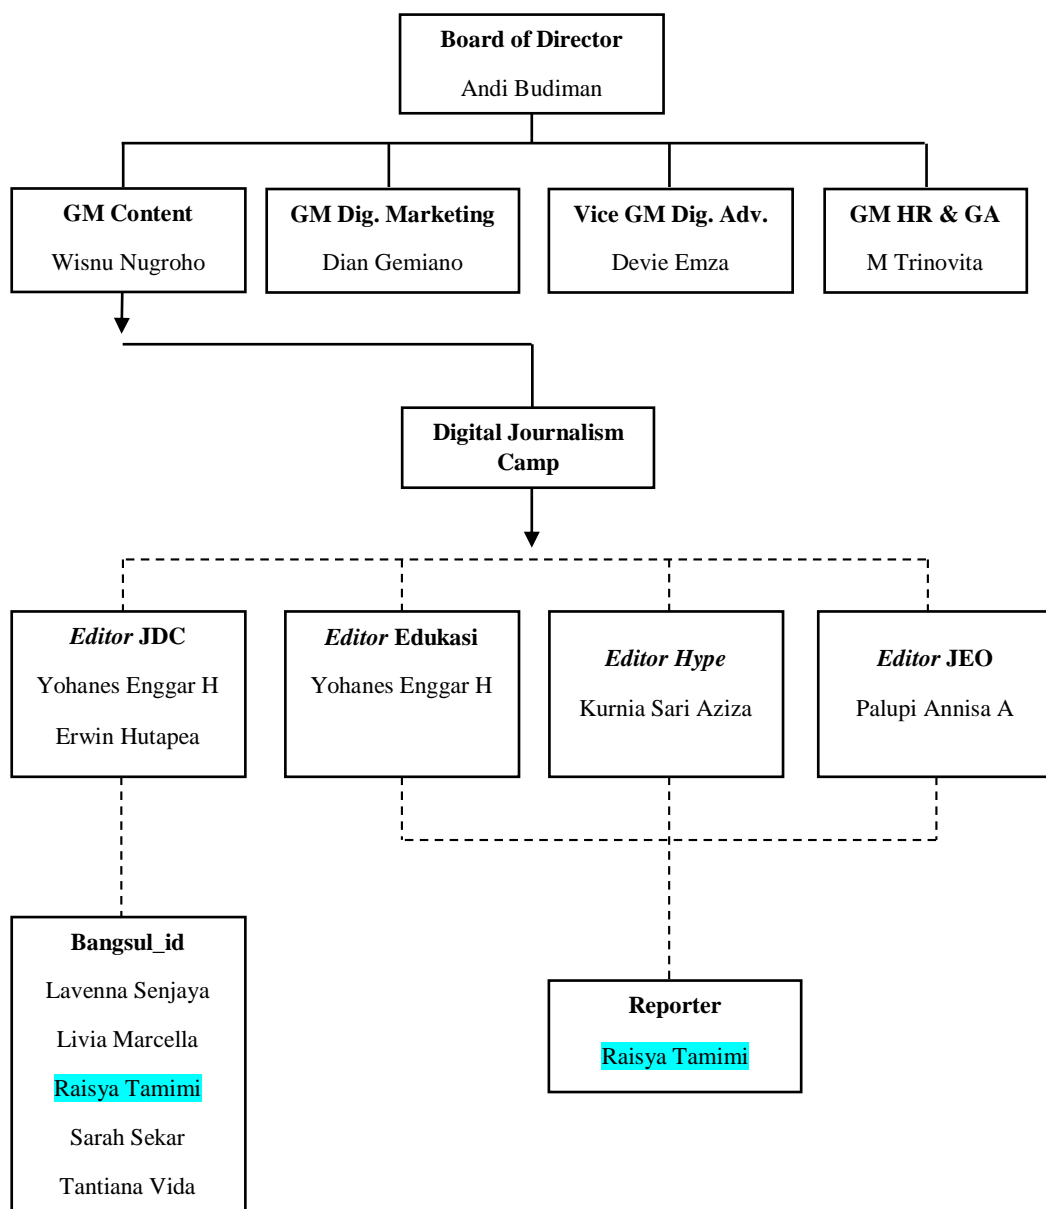 Board of Director
Andi Budiman
GM Content
Wisnu Nugroho
GM Dig. Marketing
Dian Gemiano
Vice GM Dig. Adv.
Devie Emza
GM HR & GA
M Trinovita
Digital Journalism
Camp
Editor JDC
Yohanes Enggar H
Erwin Hutapea
Editor Edukasi
Yohanes Enggar H
Editor Hype
Kurnia Sari Aziza
Editor JEO
Palupi Annisa A
Bangsul_id
Lavenna Senjaya
Livia Marcella
Raisya Tamimi
Sarah Sekar
Tantiana Vida
Reporter
Raisya Tamimi